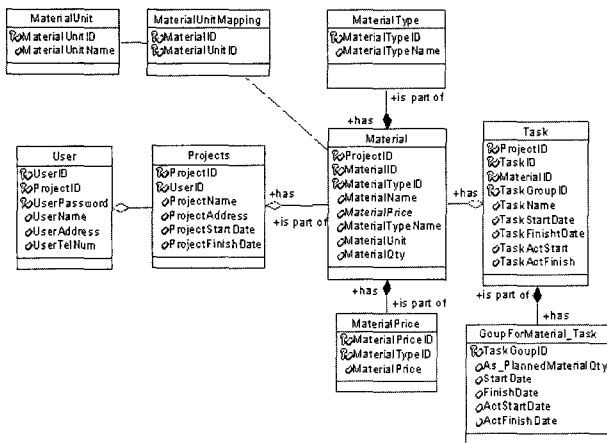 MaterialUnit
MaterialUnitID
MaterialUnitName
MaterialUnitMapping
MaterialID
MaterialUnitID
MaterialType
MaterialTypeID
MaterialTypeName
+is part of
+has
User
UserID
ProjectID
UserPassword
UserName
UserAddress
UserTelNum
Projects
ProjectID
UserID
ProjectName
ProjectAddress
ProjectStartDate
ProjectFinishDate
+has
+is part of
Material
ProjectID
MaterialID
MaterialTypeID
MaterialName
MaterialPrice
MaterialTypeName
MaterialUnit
MaterialQty
+has
Task
ProjectID
TaskID
MaterialID
TaskGroupID
TaskName
TaskStartDate
TaskFinishtDate
TaskActStart
TaskActFinish
+has
+is part of
MaterialPrice
MaterialPriceID
MaterialTypeID
MaterialPrice
+is part of
+has
GoupForMaterial_Task
TaskGoupID
As_PlannedMaterialQty
StartDate
FinishDate
ActStartDate
ActFinishDate